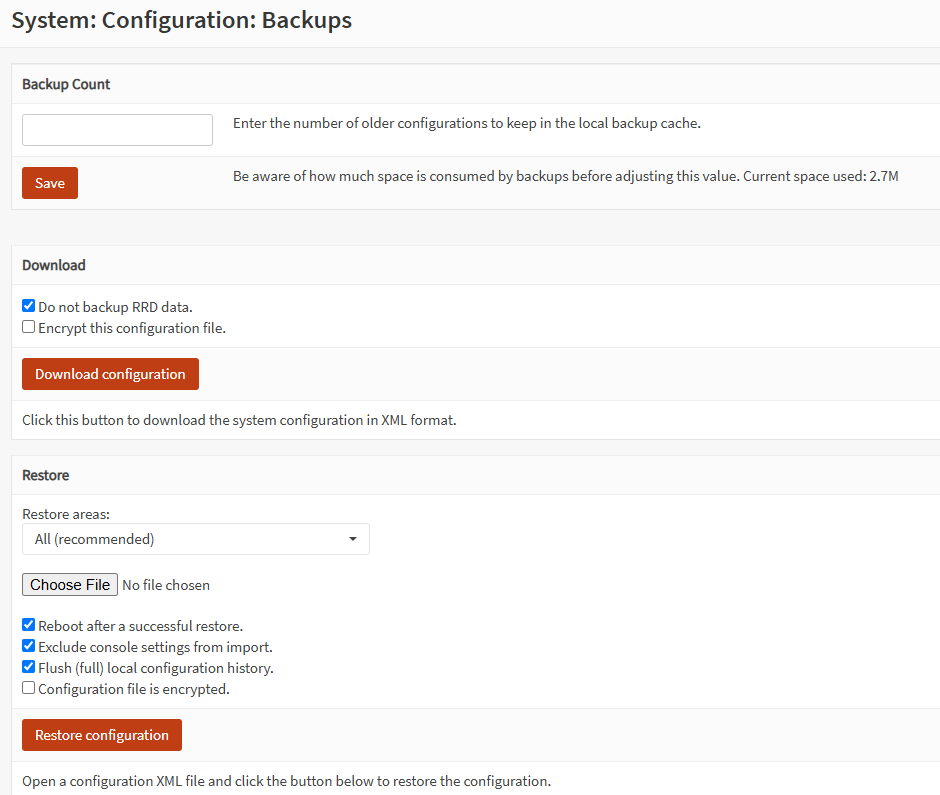 System: Configuration: Backups
Backup Count
Enter the number of older configurations to keep in the local backup cache.
Save
Be aware of how much space is consumed by backups before adjusting this value. Current space used: 2.7M
Download
Do not backup RRD data.
Encrypt this configuration file.
Download configuration
Click this button to download the system configuration in XML format.
Restore
Restore areas:
All (recommended)
Choose File No file chosen
Reboot after a successful restore.
Exclude console settings from import.
Flush (full) local configuration history.
Configuration file is encrypted.
Restore configuration
Open a configuration XML file and click the button below to restore the configuration.